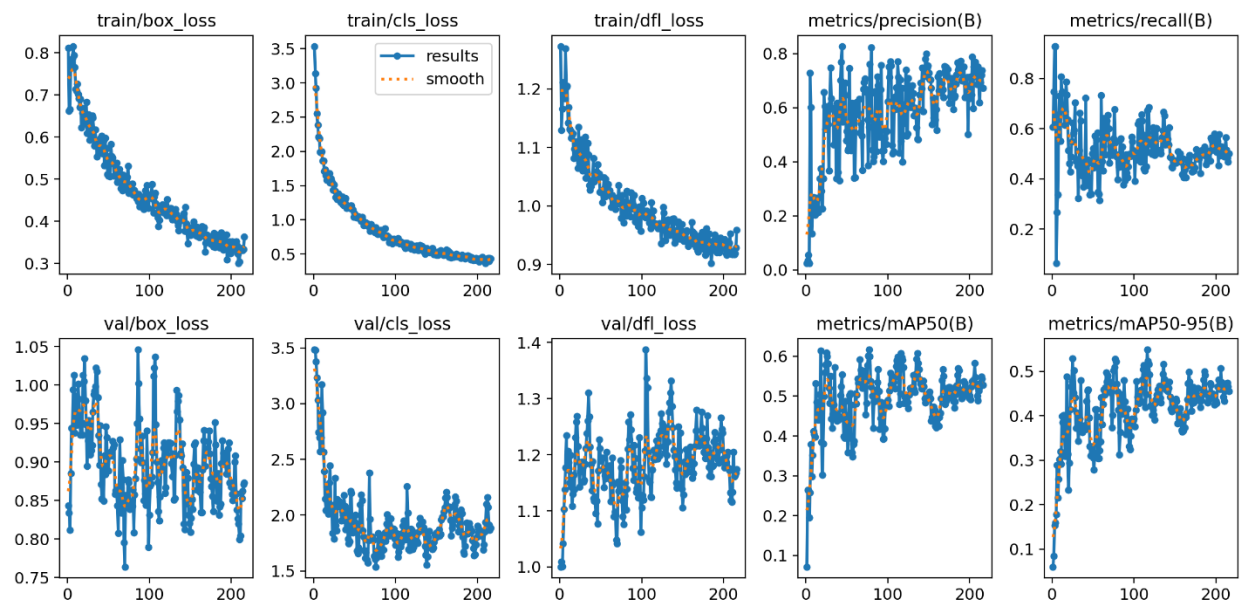 train/box_loss
train/cls_loss
train/dfl_loss
metrics/precision(B)
metrics/recall(B)
0.8
0.7
0.6
0.5
0.4
0.3
0 100 200
3.5
3.0
2.5
2.0
1.5
1.0
0.5
0 100 200
results
smooth
1.2
1.1
1.0
0.9
0 100 200
0.8
0.6
0.4
0.2
0.0
0 100 200
0.8
0.6
0.4
0.2
0 100 200
val/box_loss
val/cls_loss
val/dfl_loss
metrics/mAP50(B)
metrics/mAP50-95(B)
1.05
1.00
0.95
0.90
0.85
0.80
0.75
0 100 200
3.5
3.0
2.5
2.0
1.5
0 100 200
1.4
1.3
1.2
1.1
1.0
0 100 200
0.6
0.5
0.4
0.3
0.2
0.1
0 100 200
0.5
0.4
0.3
0.2
0.1
0 100 200